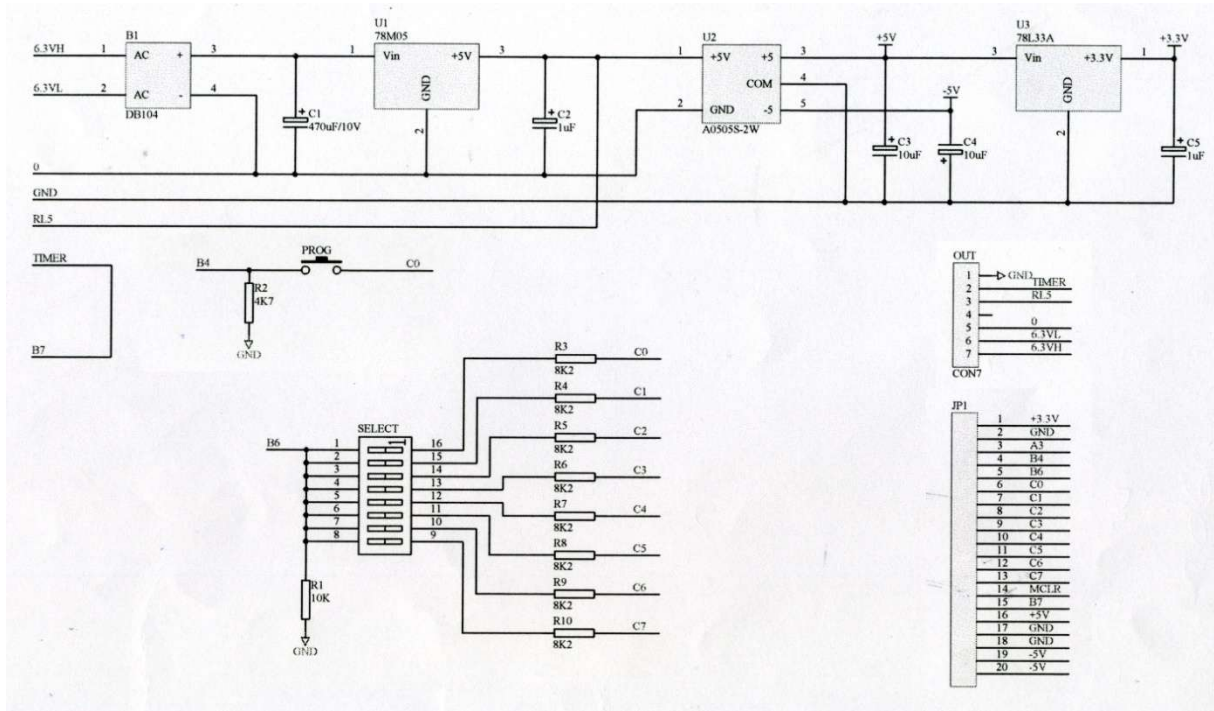 B1
6.3VH 1 AC + 3
6.3VL 2 AC - 4
DB104
C1
470uF/10V
U1
78M05
1 Vin +5V 3
GND
2
C2
1uF
U2
1 +5V +5 3
COM 4
2 GND -5 5
A0505S-2W
+5V
-5V
C3
10uF
C4
10uF
U3
78L33A
3 Vin +3.3V 1
GND
2
+3.3V
C5
1uF
0
GND
RL5
TIMER
B7
PROG
B4 C0
R2
4K7
GND
SELECT
B6
1 16
2 15
3 14
4 13
5 12
6 11
7 10
8 9
R1
10K
GND
R3 C0
8K2
R4 C1
8K2
R5 C2
8K2
R6 C3
8K2
R7 C4
8K2
R8 C5
8K2
R9 C6
8K2
R10 C7
8K2
OUT
1 GND
2 TIMER
3 RL5
4
5 0
6 6.3VL
7 6.3VH
CON7
JP1
1 +3.3V
2 GND
3 A3
4 B4
5 B6
6 C0
7 C1
8 C2
9 C3
10 C4
11 C5
12 C6
13 C7
14 MCLR
15 B7
16 +5V
17 GND
18 GND
19 -5V
20 -5V